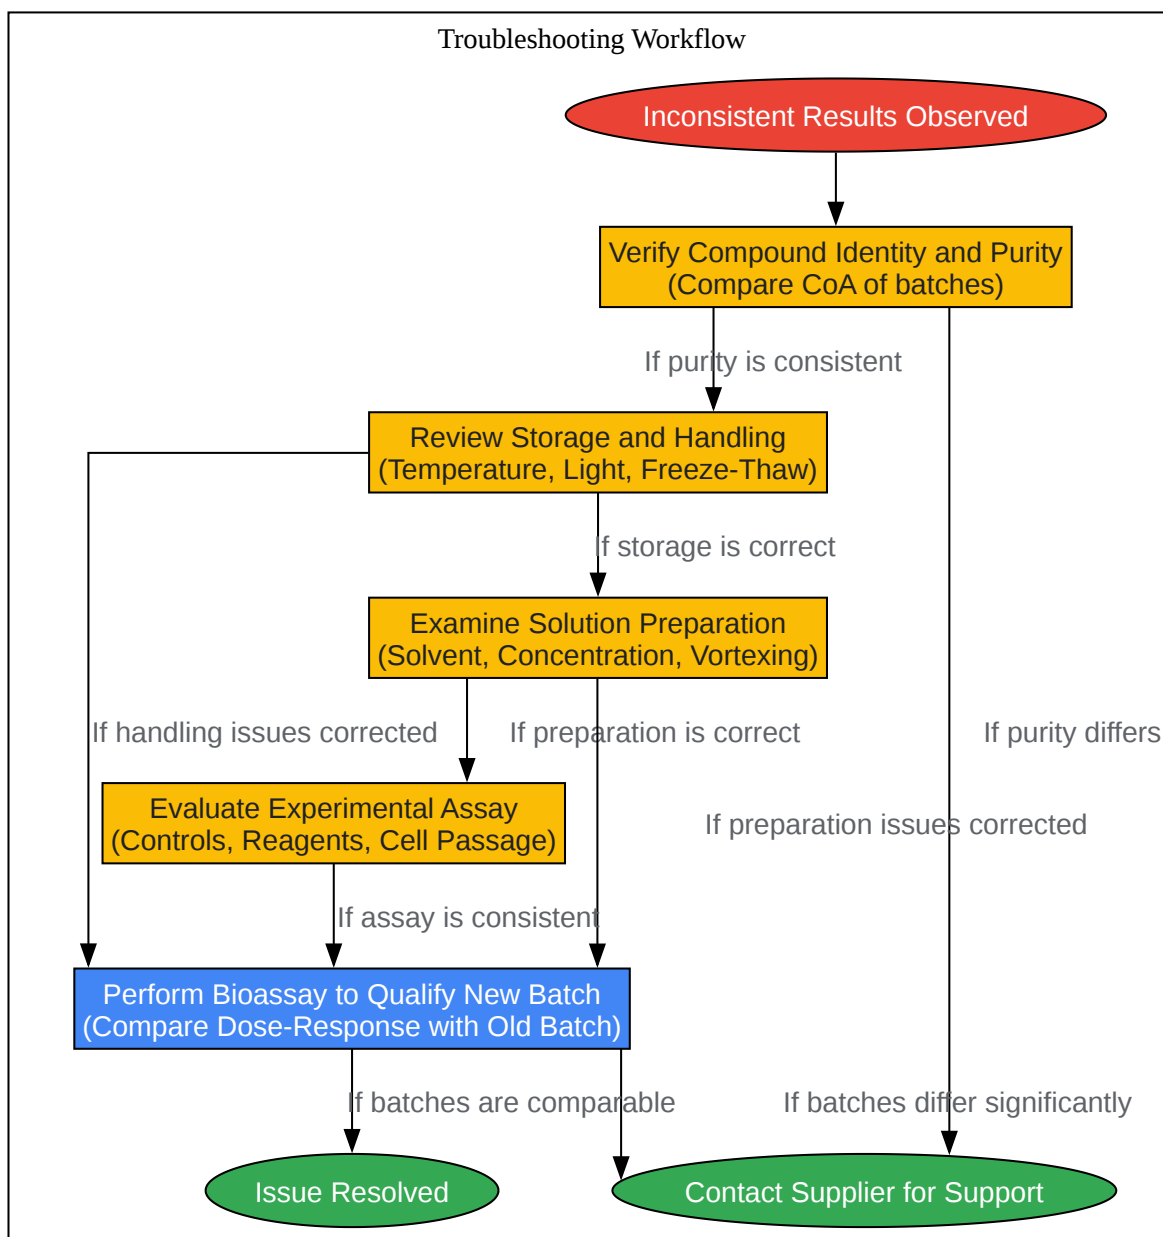 Troubleshooting Workflow
Inconsistent Results Observed
Verify Compound Identity and Purity
(Compare CoA of batches)
If purity is consistent
Review Storage and Handling
(Temperature, Light, Freeze-Thaw)
If storage is correct
Examine Solution Preparation
(Solvent, Concentration, Vortexing)
If handling issues corrected
If preparation is correct
If purity differs
Evaluate Experimental Assay
(Controls, Reagents, Cell Passage)
If preparation issues corrected
If assay is consistent
Perform Bioassay to Qualify New Batch
(Compare Dose-Response with Old Batch)
If batches are comparable
If batches differ significantly
Issue Resolved
Contact Supplier for Support